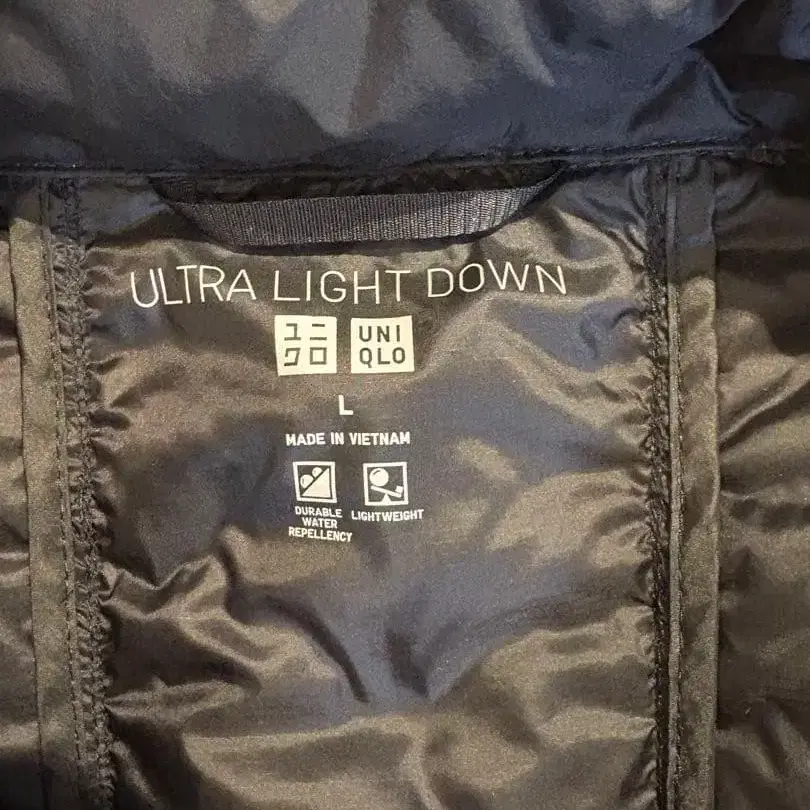 ULTRA LIGHT DOWN
ユニ UNI
クロ QLO
L
MADE IN VIETNAM
DURABLE LIGHTWEIGHT
WATER
REPELLENCY